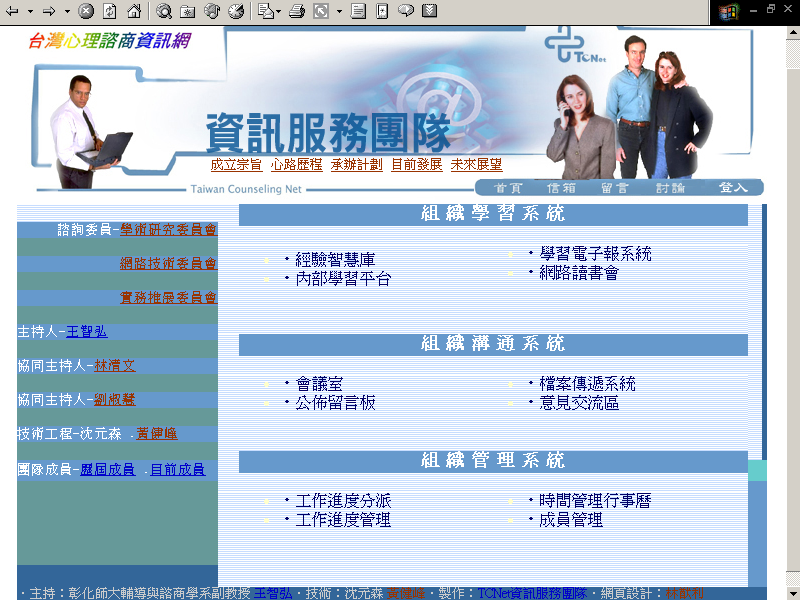 台灣心理諮商資訊網
TCNet
資訊服務團隊
成立宗旨 心路歷程 承辦計劃 目前發展 未來展望
Taiwan Counseling Net
首頁 信箱 留言 討論 登入
諮詢委員-學術研究委員會
網路技術委員會
實務推展委員會
主持人-王智弘
協同主持人-林清文
協同主持人-劉淑慧
技術工程-沈元森 .黃健峰
團隊成員-歷屆成員 .目前成員
組織學習系統
・經驗智慧庫
・內部學習平台
・學習電子報系統
・網路讀書會
組織溝通系統
・會議室
・公佈留言板
・檔案傳遞系統
・意見交流區
組織管理系統
・工作進度分派
・工作進度管理
・時間管理行事曆
・成員管理
・主持：彰化師大輔導與諮商學系副教授 王智弘・技術：沈元森 黃健峰・製作：TCNet資訊服務團隊・網頁設計：